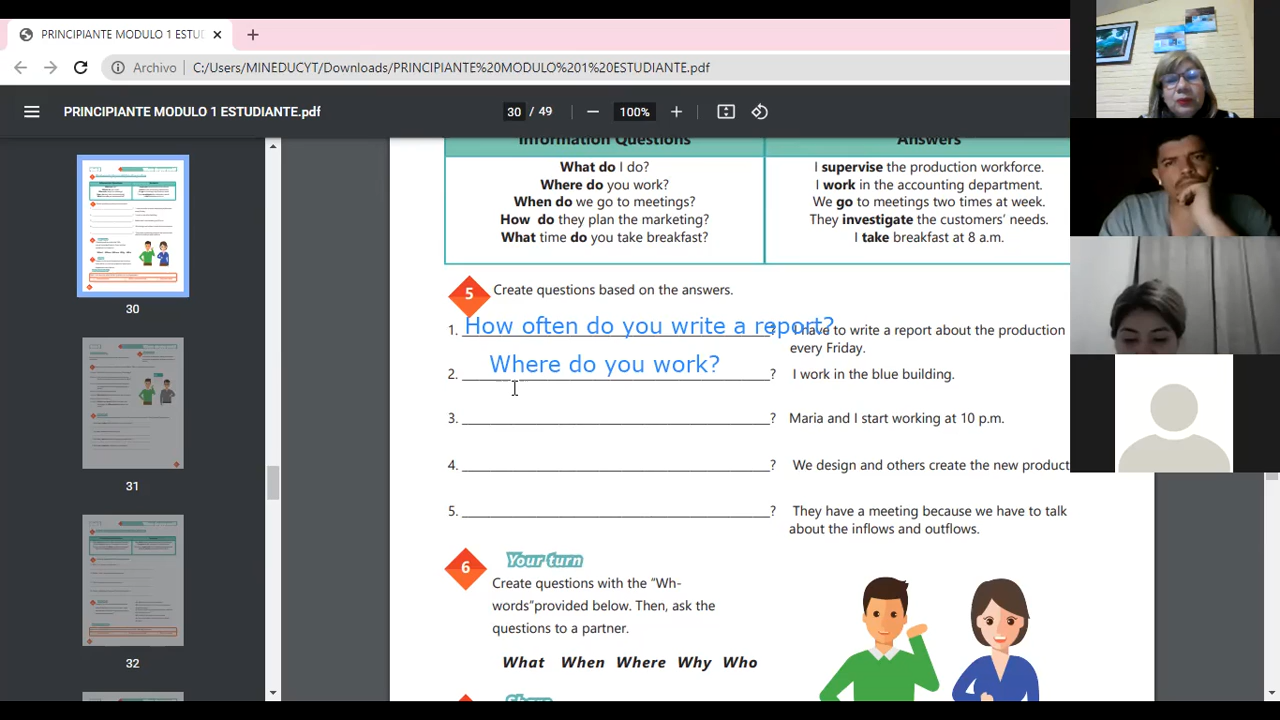 PRINCIPIANTE MODULO 1 ESTU
Archivo C:/Users/MINEDUCYT/Downloads/PRINCIPIANTE%20MODULO%201%20ESTUDIANTE.pdf
PRINCIPIANTE MODULO 1 ESTUDIANTE.pdf 30 / 49 100%
Information Questions Answers
What do I do? I supervise the production workforce.
Where do you work? work in the accounting department.
When do we go to meetings? We go to meetings two times at week.
How do they plan the marketing? They investigate the customers' needs.
What time do you take breakfast? I take breakfast at 8 a.m.
5 Create questions based on the answers.
1. How often do you write a report? I have to write a report about the production
every Friday.
Where do you work?
2. ? I work in the blue building.
3. ? Maria and I start working at 10 p.m.
4. ? We design and others create the new product
5. ? They have a meeting because we have to talk
about the inflows and outflows.
6 Your turn
Create questions with the "Wh-
words"provided below. Then, ask the
questions to a partner.
What When Where Why Who
30
31
32